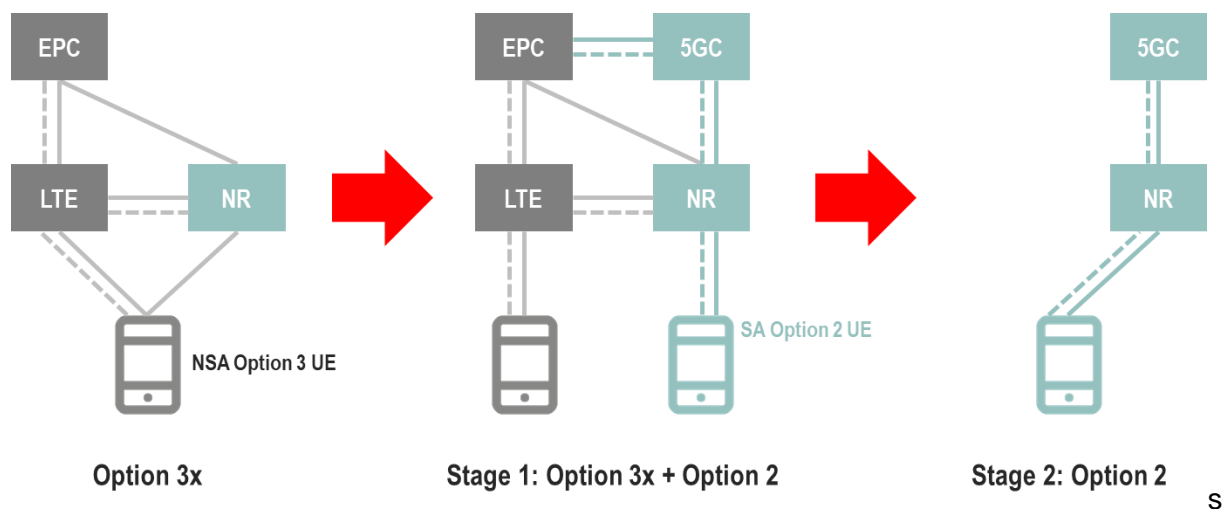 EPC
EPC
5GC
5GC
LTE
NR
LTE
NR
NR
NSA Option 3 UE
SA Option 2 UE
Option 3x
Stage 1: Option 3x + Option 2
Stage 2: Option 2
s